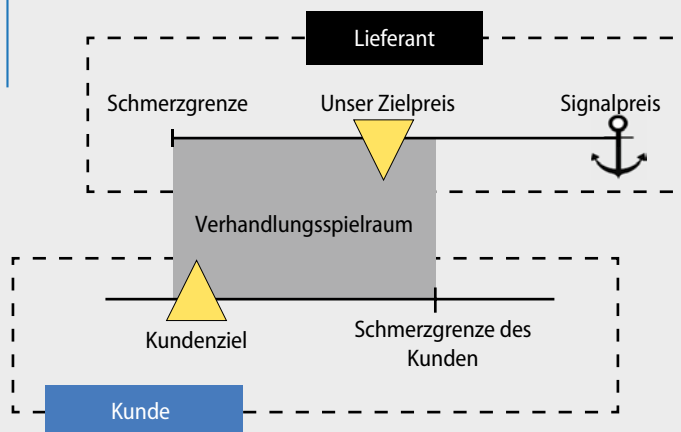 Lieferant
Schmerzgrenze Unser Zielpreis Signalpreis
Verhandlungsspielraum
Kundenziel
Schmerzgrenze des
Kunden
Kunde